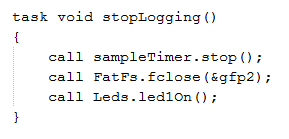 task void stopLogging()
{
    call sampleTimer.stop();
    call FatFs.fclose(&gfp2);
    call Leds.led1On();
}